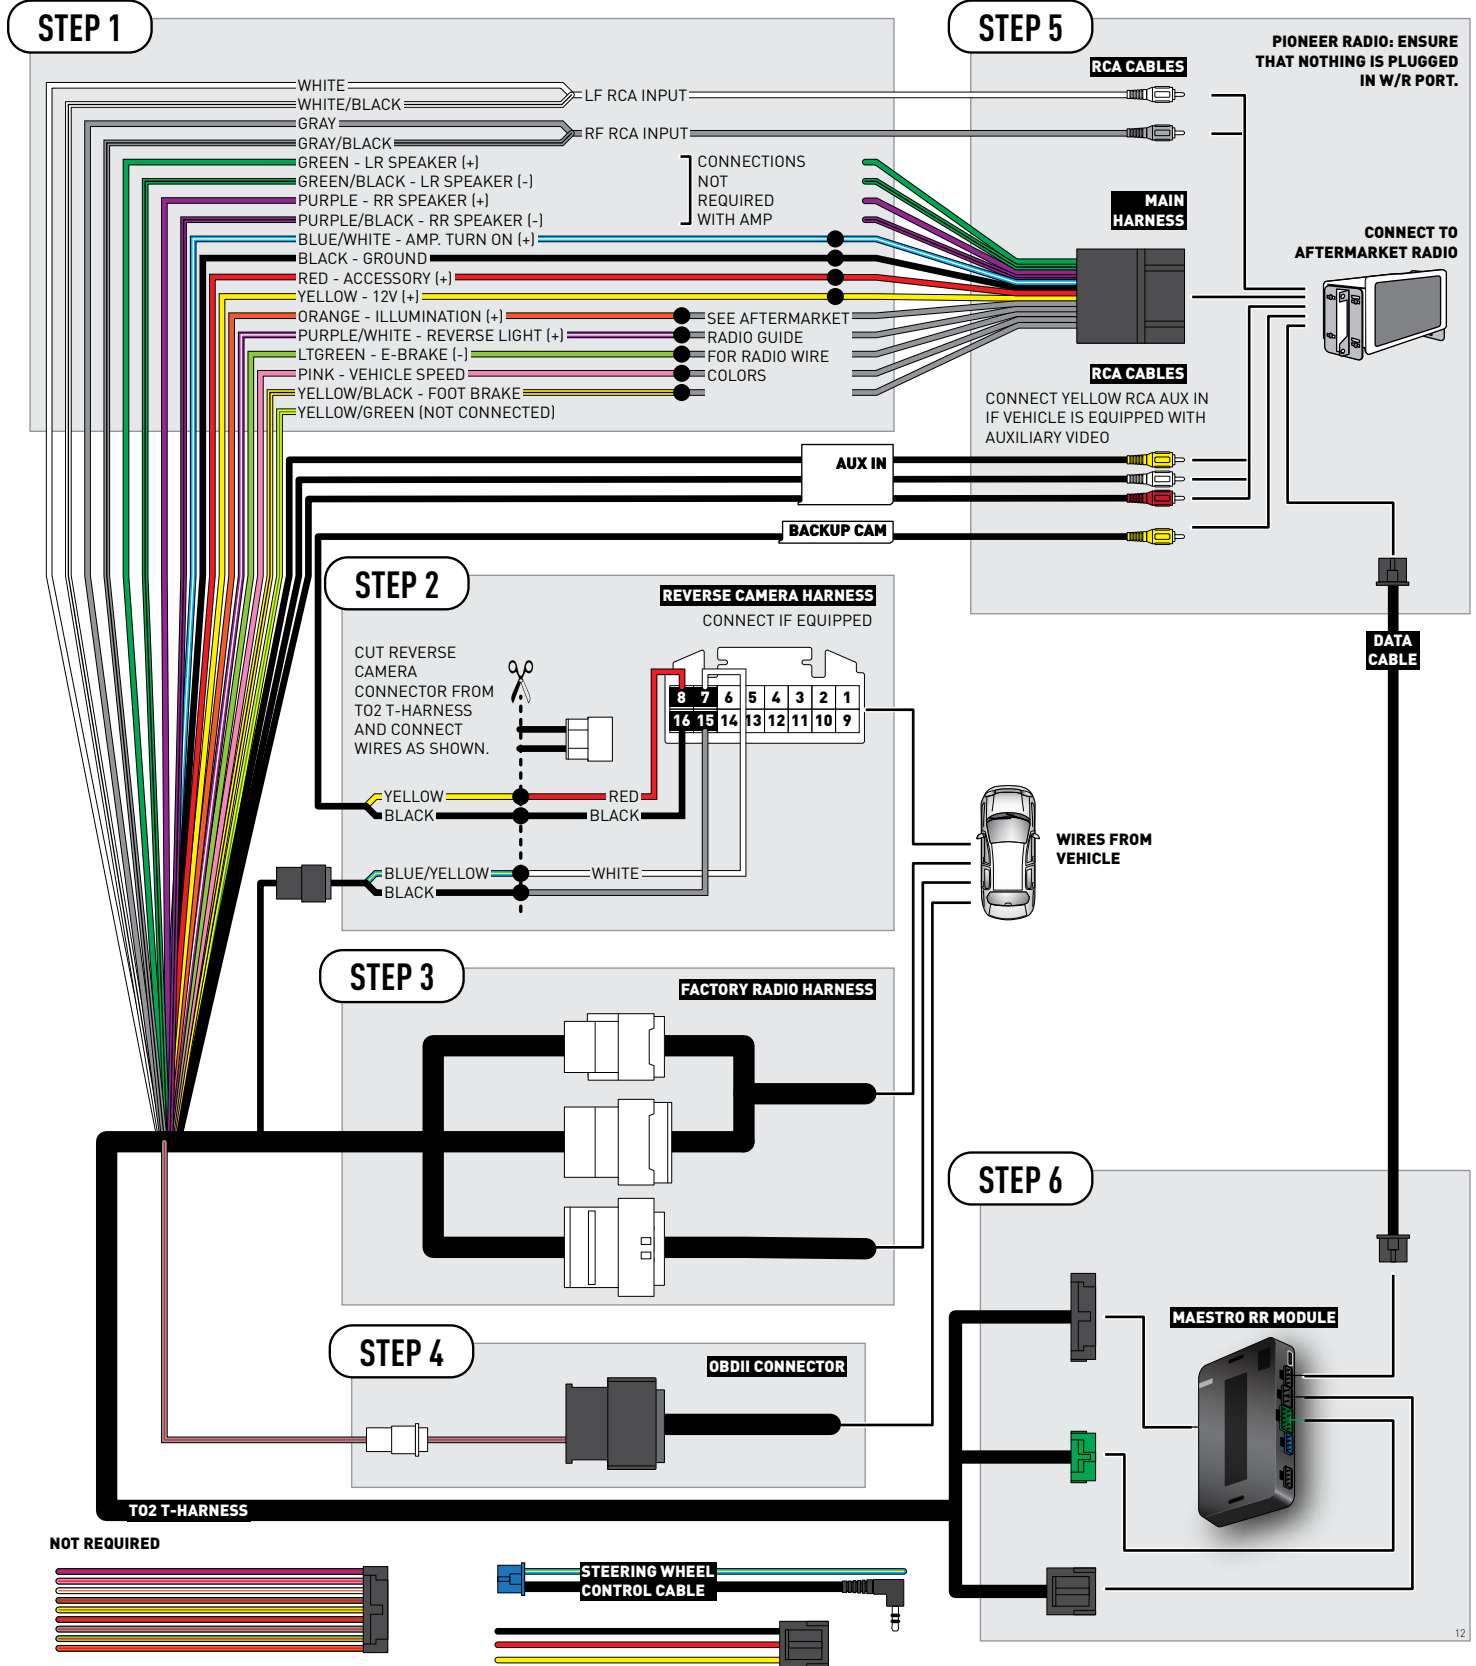 STEP 1
WHITE
WHITE/BLACK
LF RCA INPUT
GRAY
GRAY/BLACK
RF RCA INPUT
GREEN - LR SPEAKER (+)
GREEN/BLACK - LR SPEAKER (-)
PURPLE - RR SPEAKER (+)
PURPLE/BLACK - RR SPEAKER (-)
CONNECTIONS
NOT
REQUIRED
WITH AMP
BLUE/WHITE - AMP. TURN ON (+)
BLACK - GROUND
RED - ACCESSORY (+)
YELLOW - 12V (+)
ORANGE - ILLUMINATION (+)
PURPLE/WHITE - REVERSE LIGHT (+)
LTGREEN - E-BRAKE (-)
PINK - VEHICLE SPEED
YELLOW/BLACK - FOOT BRAKE
YELLOW/GREEN (NOT CONNECTED)
SEE AFTERMARKET
RADIO GUIDE
FOR RADIO WIRE
COLORS
STEP 5
PIONEER RADIO: ENSURE
THAT NOTHING IS PLUGGED
IN W/R PORT.
RCA CABLES
MAIN
HARNESS
CONNECT TO
AFTERMARKET RADIO
RCA CABLES
CONNECT YELLOW RCA AUX IN
IF VEHICLE IS EQUIPPED WITH
AUXILIARY VIDEO
AUX IN
BACKUP CAM
DATA
CABLE
STEP 2
REVERSE CAMERA HARNESS
CONNECT IF EQUIPPED
CUT REVERSE
CAMERA
CONNECTOR FROM
TO2 T-HARNESS
AND CONNECT
WIRES AS SHOWN.
8 7 6 5 4 3 2 1
16 15 14 13 12 11 10 9
YELLOW
RED
BLACK
BLACK
BLUE/YELLOW
WHITE
BLACK
WIRES FROM
VEHICLE
STEP 3
FACTORY RADIO HARNESS
STEP 4
OBDII CONNECTOR
STEP 6
MAESTRO RR MODULE
TO2 T-HARNESS
NOT REQUIRED
STEERING WHEEL
CONTROL CABLE
12